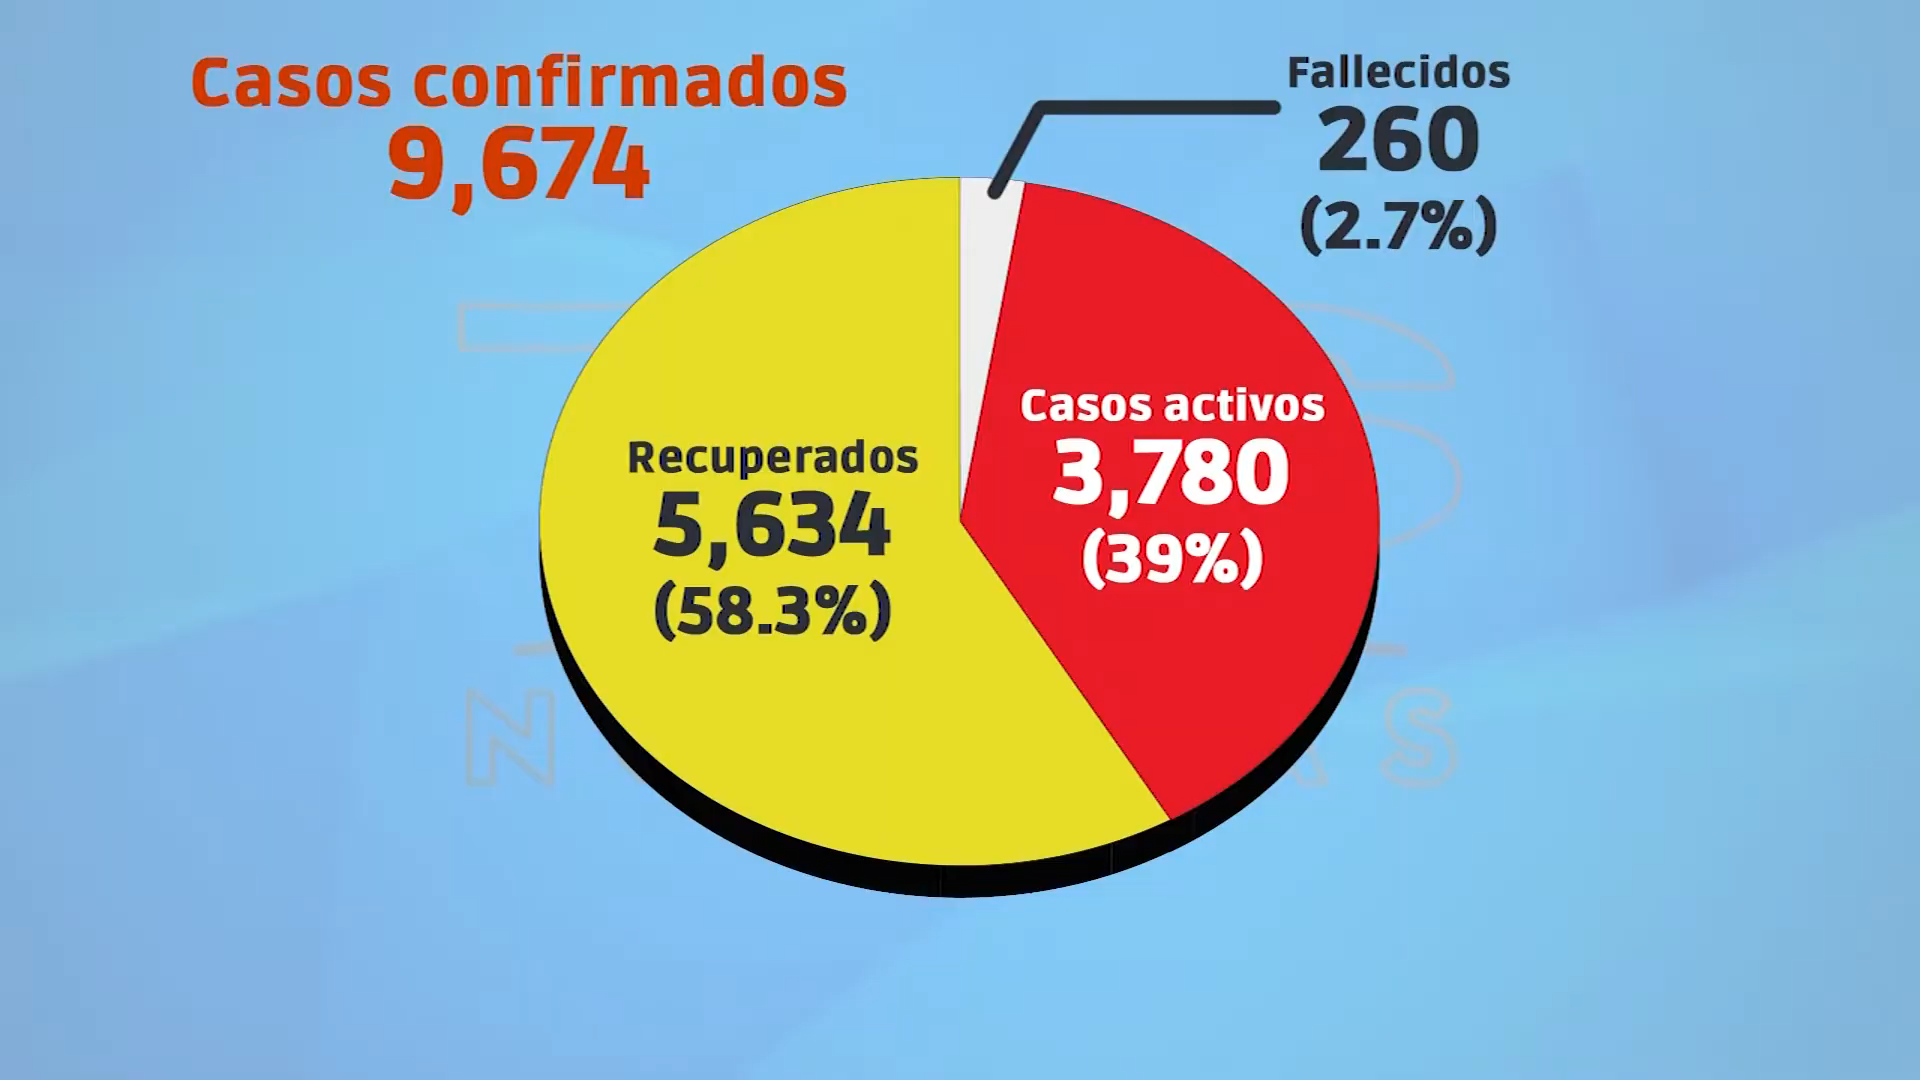 Casos confirmados
9,674
Fallecidos
260
(2.7%)
Casos activos
3,780
(39%)
Recuperados
5,634
(58.3%)